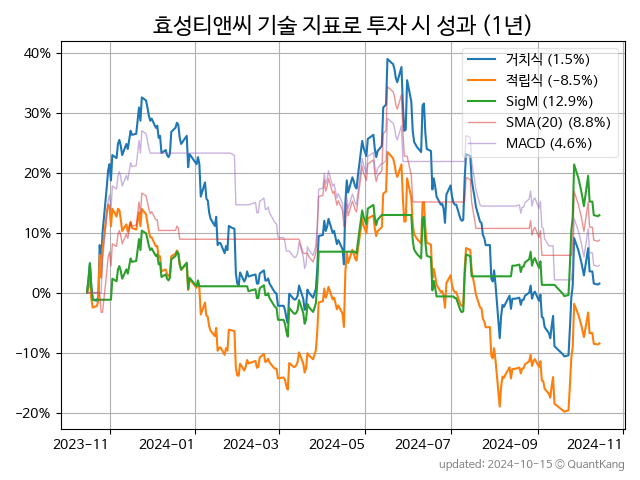 효성티앤씨 기술 지표로 투자 시 성과 (1년)
40%
30%
20%
10%
0%
−10%
−20%
거치식 (1.5%)
적립식 (-8.5%)
SigM (12.9%)
SMA(20) (8.8%)
MACD (4.6%)
2023-11
2024-01
2024-03
2024-05
2024-07
2024-09
2024-11
updated: 2024-10-15 ⓒ QuantKang